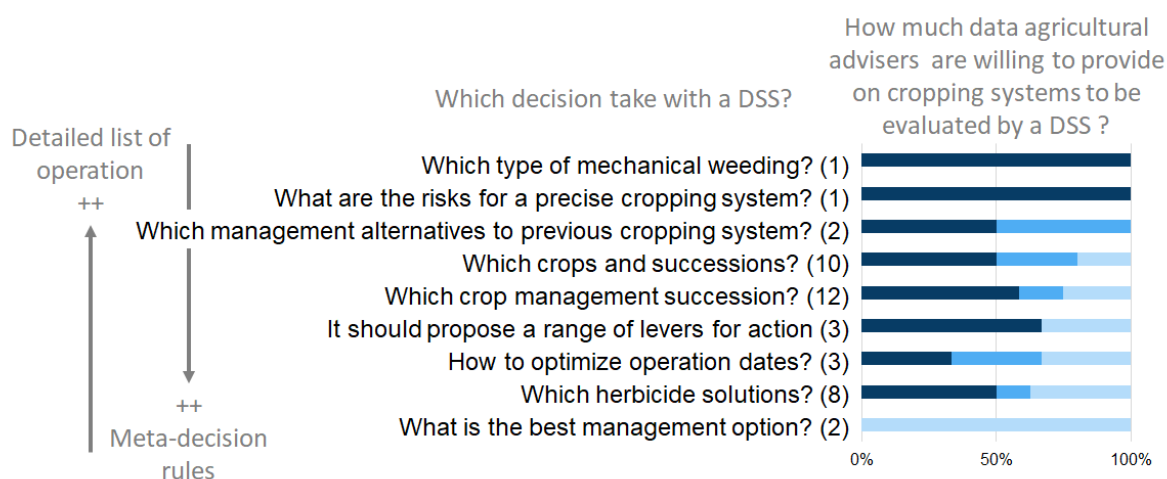 How much data agricultural
advisers are willing to provide
on cropping systems to be
evaluated by a DSS ?
Which decision take with a DSS?
Detailed list of
operation
++
Which type of mechanical weeding? (1)
What are the risks for a precise cropping system? (1)
Which management alternatives to previous cropping system? (2)
Which crops and successions? (10)
Which crop management succession? (12)
It should propose a range of levers for action (3)
How to optimize operation dates? (3)
Which herbicide solutions? (8)
What is the best management option? (2)
++
Meta-decision
rules
0% 50% 100%